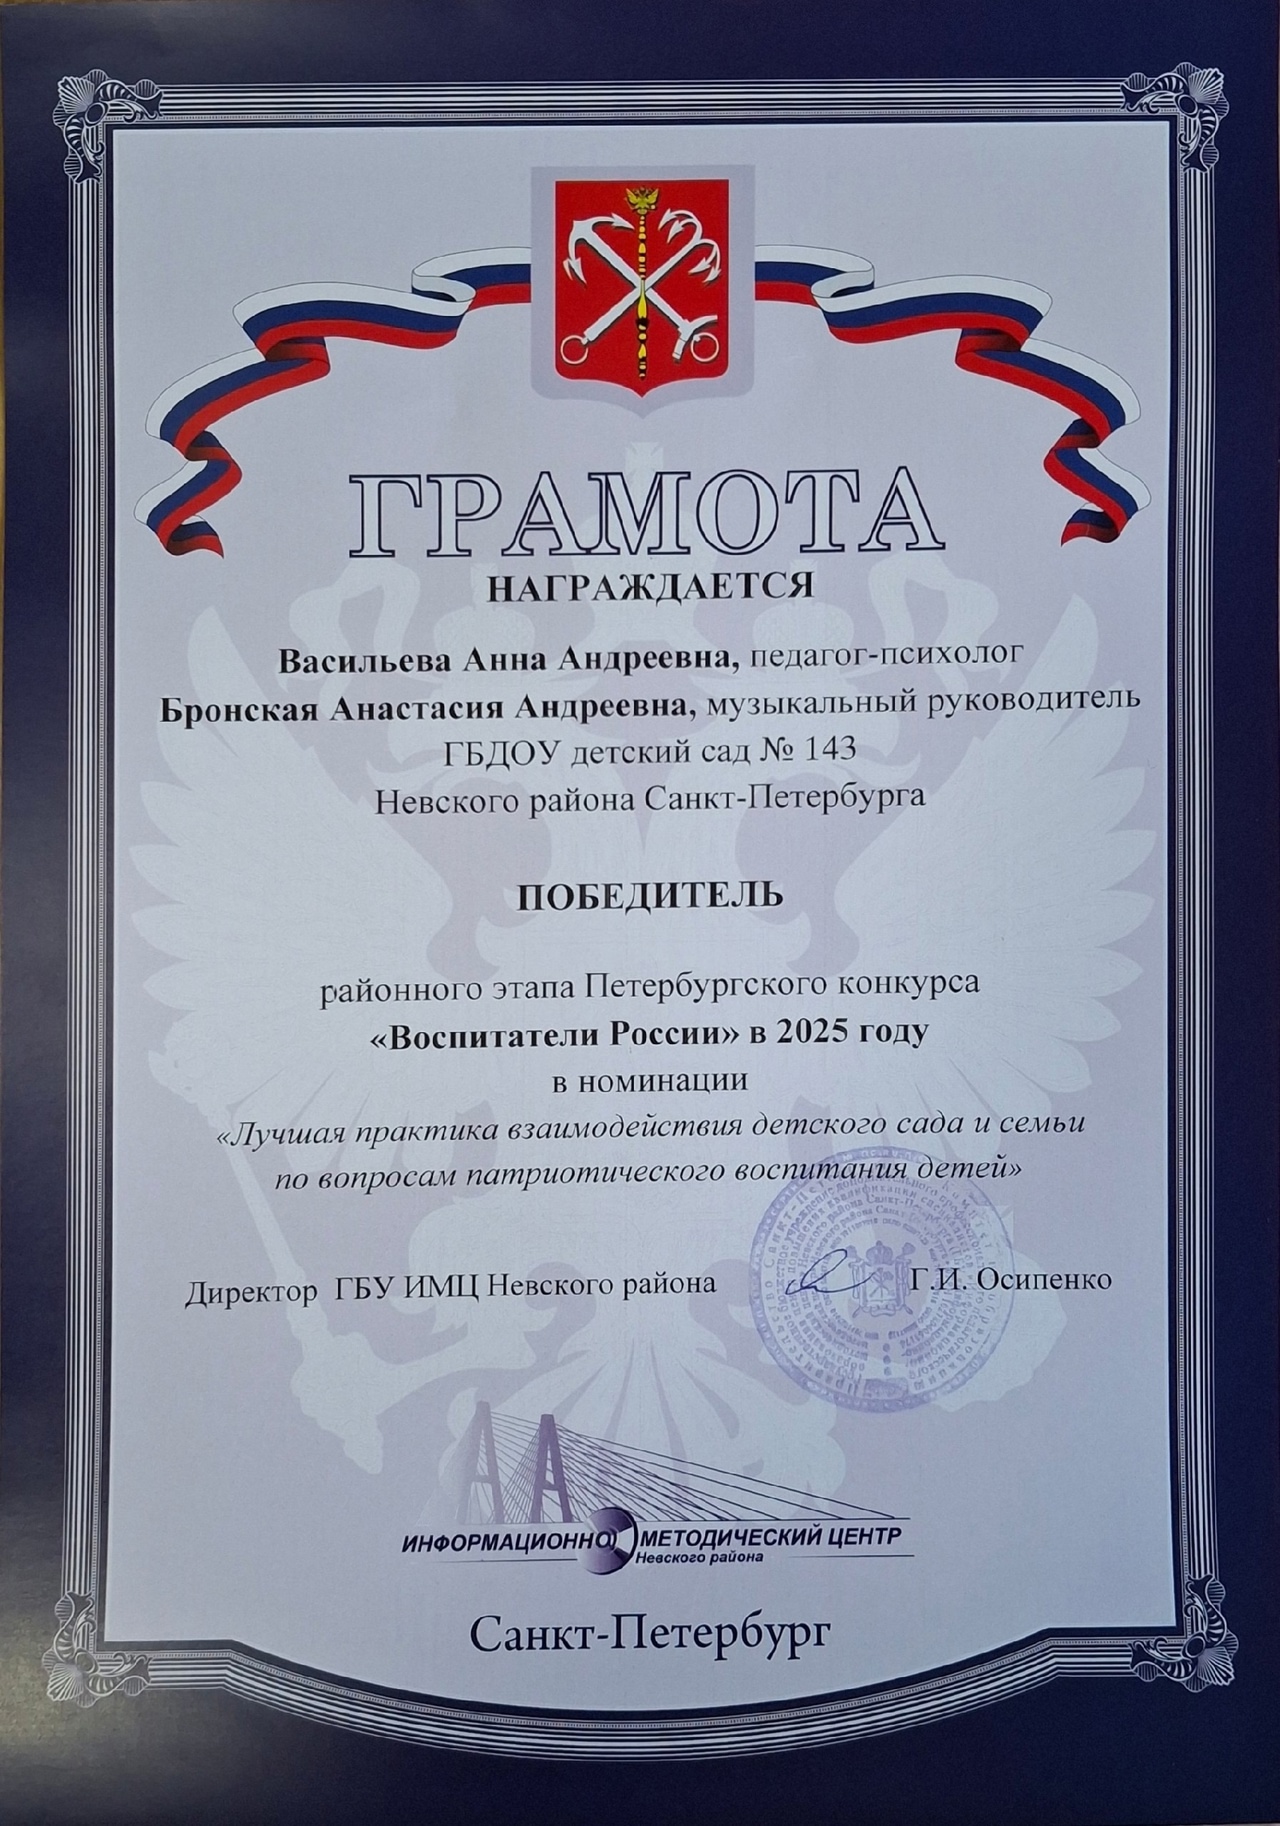 ГРАМОТА
НАГРАЖДАЕТСЯ
Васильева Анна Андреевна, педагог-психолог
Бронская Анастасия Андреевна, музыкальный руководитель
ГБДОУ детский сад № 143
Невского района Санкт-Петербурга
ПОБЕДИТЕЛЬ
районного этапа Петербургского конкурса
«Воспитатели России» в 2025 году
в номинации
«Лучшая практика взаимодействия детского сада и семьи
по вопросам патриотического воспитания детей»
Директор ГБУ ИМЦ Невского района Г.И. Осипенко
ИНФОРМАЦИОННО МЕТОДИЧЕСКИЙ ЦЕНТР
Невского района
Санкт-Петербург